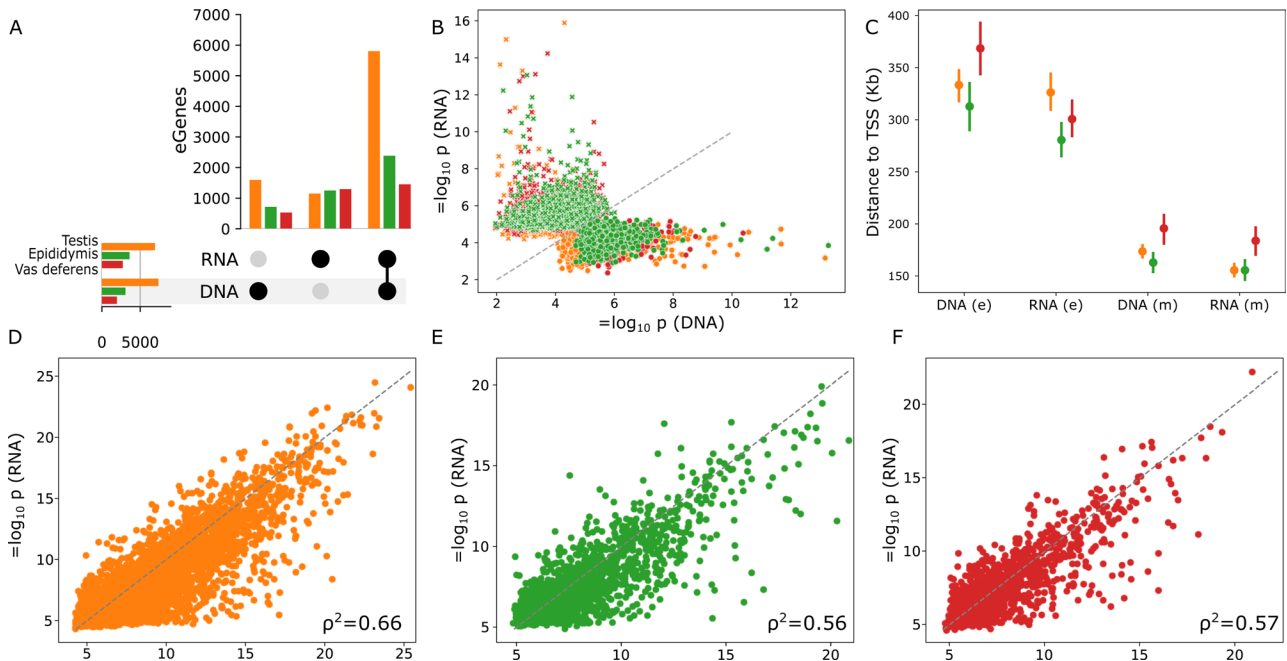 A
7000
6000
5000
4000
3000
2000
1000
0
eGenes
Testis
Epididymis
Vas deferens
RNA
DNA
0 5000
B
16
14
12
10
8
6
4
2
=log10 p (RNA)
2 4 6 8 10 12
=log10 p (DNA)
C
400
350
300
250
200
150
Distance to TSS (Kb)
DNA (e) RNA (e) DNA (m) RNA (m)
D
25
20
15
10
5
=log10 p (RNA)
ρ²=0.66
5 10 15 20 25
E
20
15
10
5
=log10 p (RNA)
ρ²=0.56
5 10 15 20
F
20
15
10
5
=log10 p (RNA)
ρ²=0.57
5 10 15 20